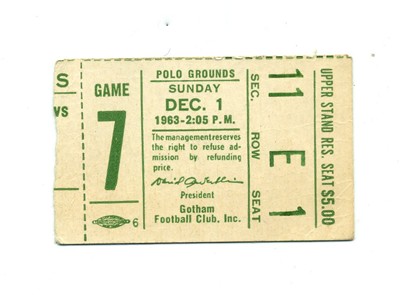 S
vs
GAME
7
6
POLO GROUNDS
SUNDAY
DEC. 1
1963-2:05 P.M.
The management reserves
the right to refuse admission by refunding
price.
President
Gotham
Football Club, Inc.
SEC. ROW SEAT
11 E 1
UPPER STAND RES. SEAT $5.00